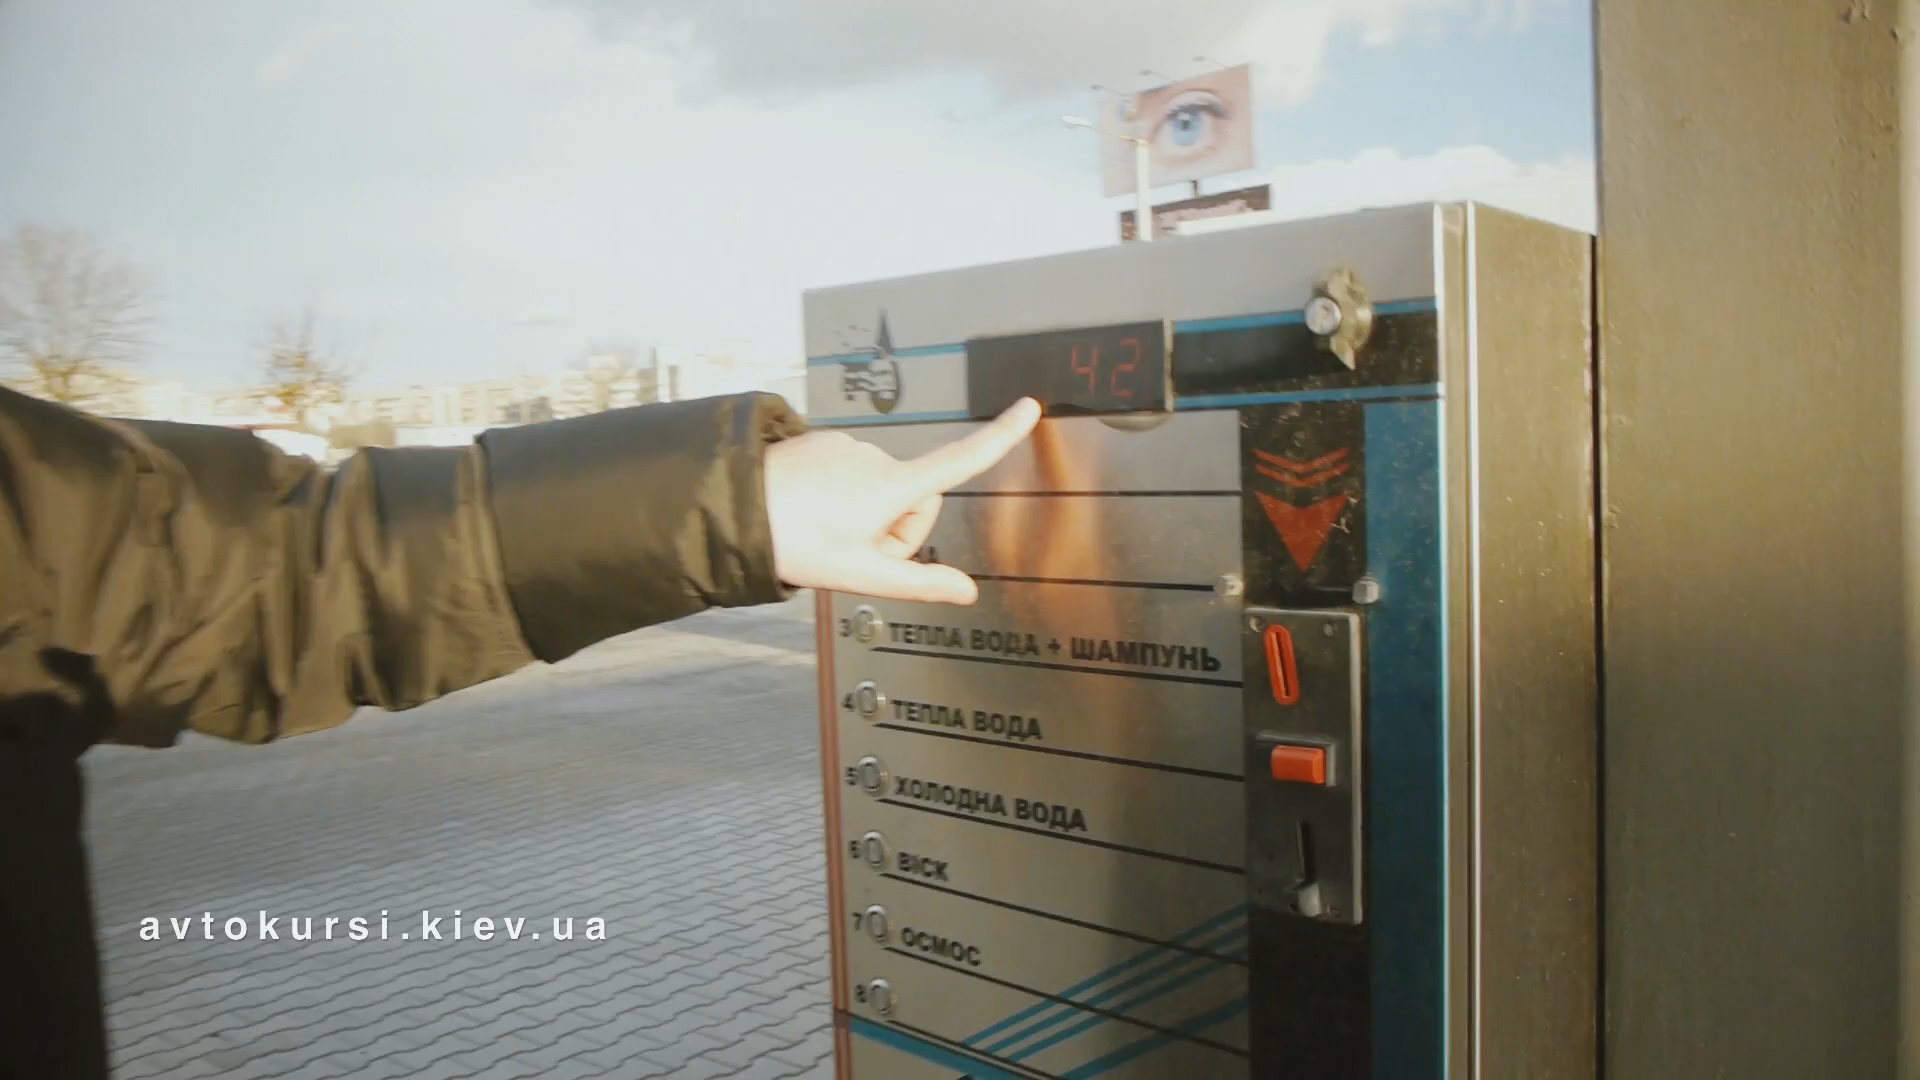 42
3 ТЕПЛА ВОДА + ШАМПУНЬ
4 ТЕПЛА ВОДА
5 ХОЛОДНА ВОДА
6 ВІСК
7 ОСМОС
8
avtokursi.kiev.ua